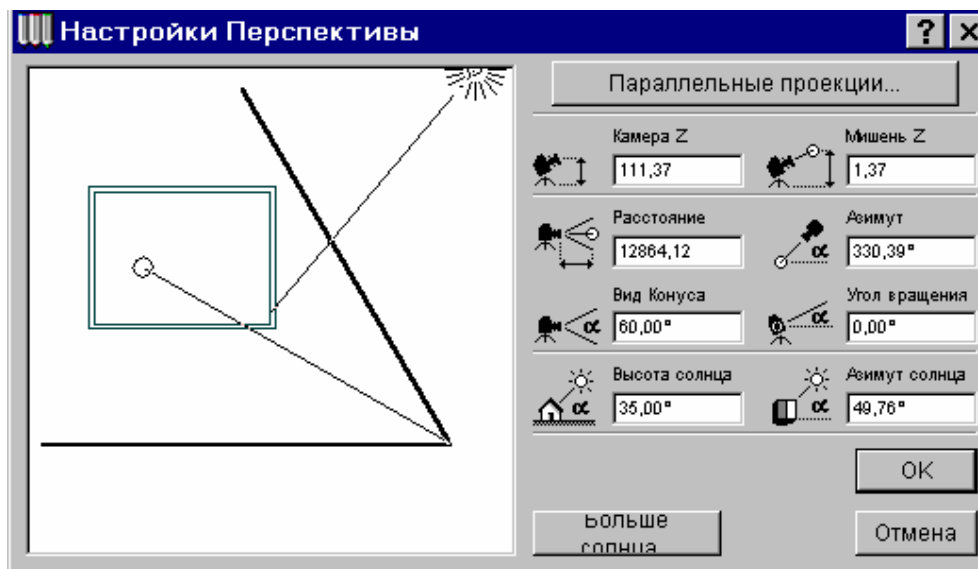 Настройки Перспективы
Параллельные проекции...
Камера Z
Мишень Z
111,37
1,37
Расстояние
Азимут
12864,12
α
330,39°
Вид Конуса
Угол вращения
α
60,00°
α
0,00°
Высота солнца
Азимут солнца
α
35,00°
α
49,76°
OK
Больше
солнца
Отмена